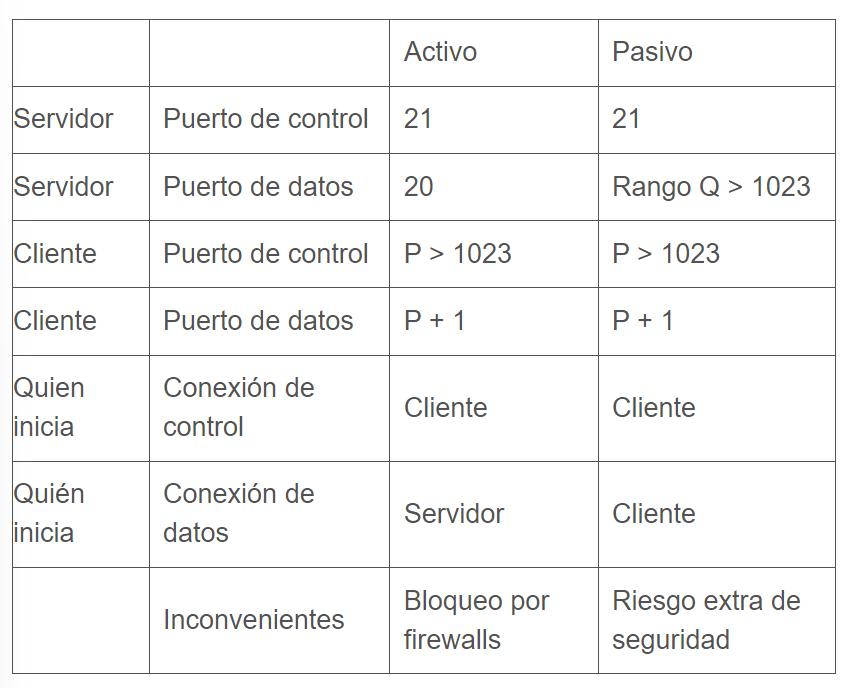 Activo Pasivo
Servidor Puerto de control 21 21
Servidor Puerto de datos 20 Rango Q > 1023
Cliente Puerto de control P > 1023 P > 1023
Cliente Puerto de datos P + 1 P + 1
Quien inicia Conexión de control Cliente Cliente
Quién inicia Conexión de datos Servidor Cliente
Inconvenientes Bloqueo por firewalls Riesgo extra de seguridad